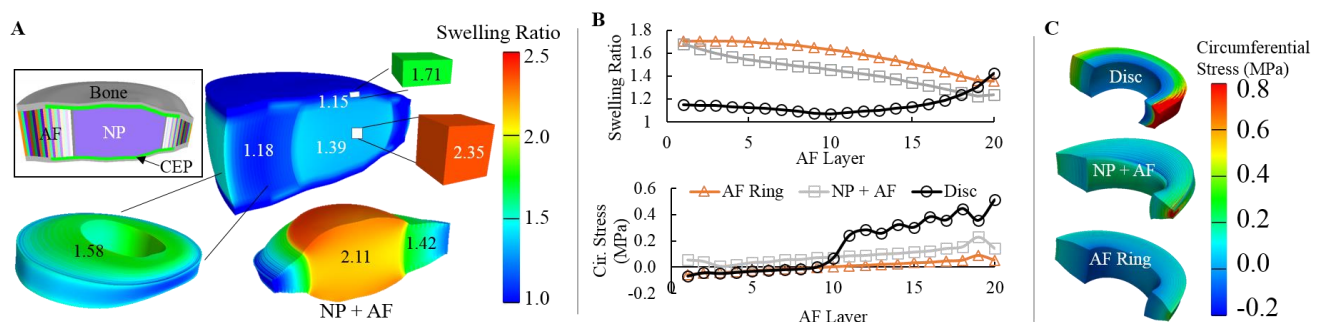 A
Swelling Ratio
2.5
2.0
1.5
1.0
Bone
AF
NP
CEP
1.71
1.15
1.18
1.39
2.35
1.58
2.11
1.42
NP + AF
B
Swelling Ratio
1.8
1.6
1.4
1.2
1
0
5
10
15
20
AF Layer
Cir. Stress
(MPa)
0.6
0.4
0.2
0.0
-0.2
AF Ring
NP + AF
Disc
0
5
10
15
20
AF Layer
C
Circumferential
Stress (MPa)
0.8
0.6
0.4
0.2
0.0
-0.2
Disc
NP + AF
AF Ring